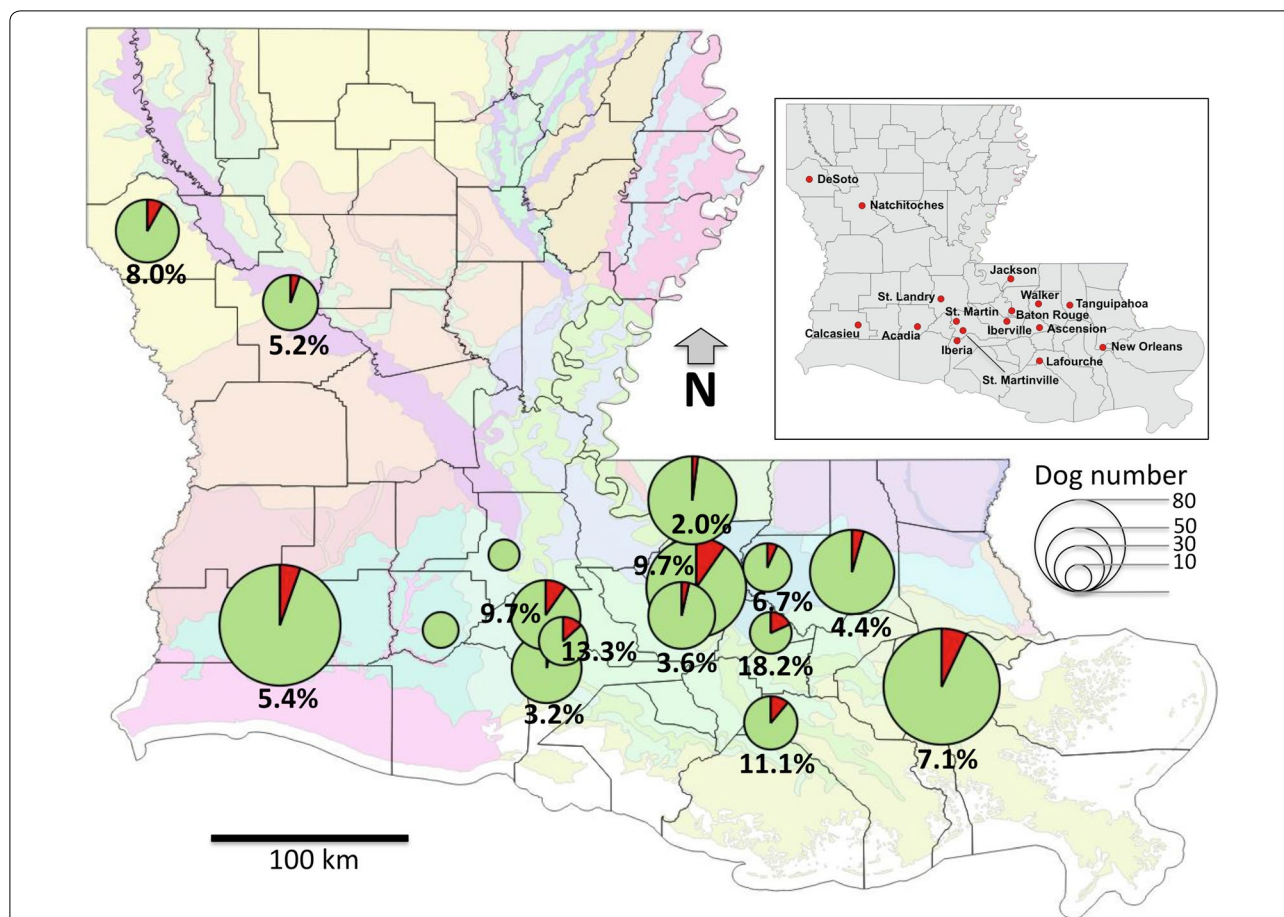 DeSoto
Natchitoches
Jackson
St. Landry
Walker
Tanguipahoa
St. Martin
Baton Rouge
Calcasieu
Acadia
Iberville
Ascension
Iberia
New Orleans
Lafourche
St. Martinville
8.0%
5.2%
N
Dog number
80
50
30
10
2.0%
9.7%
6.7%
4.4%
9.7%
13.3%
3.6%
18.2%
5.4%
3.2%
11.1%
7.1%
100 km